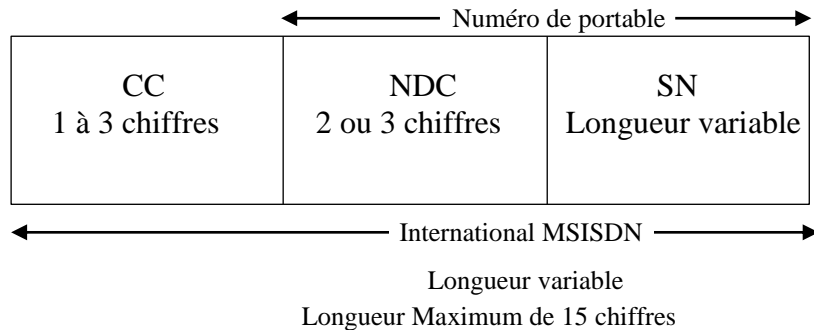 Numéro de portable
CC NDC SN
1 à 3 chiffres 2 ou 3 chiffres Longueur variable
International MSISDN
Longueur variable
Longueur Maximum de 15 chiffres